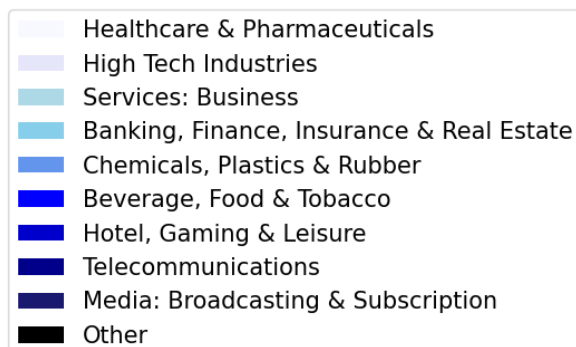 Healthcare & Pharmaceuticals
High Tech Industries
Services: Business
Banking, Finance, Insurance & Real Estate
Chemicals, Plastics & Rubber
Beverage, Food & Tobacco
Hotel, Gaming & Leisure
Telecommunications
Media: Broadcasting & Subscription
Other